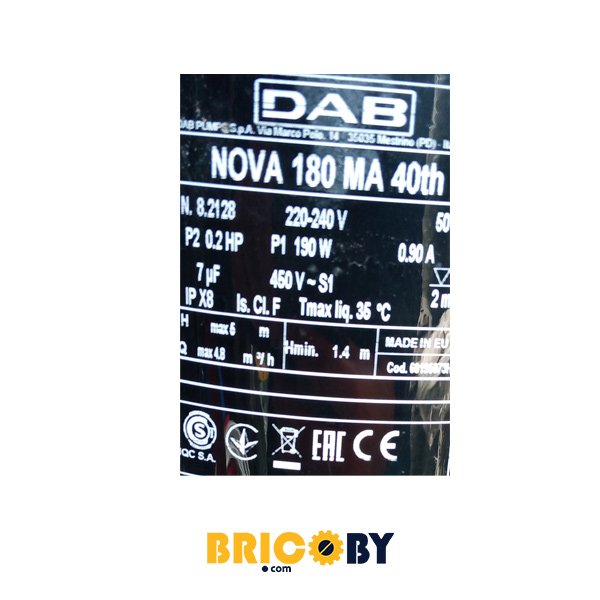 DAB
DAB PUMPS S.p.A. Via Marco Polo, 14 - 35035 Mestrino (PD) - It
NOVA 180 MA 40th
N. 8.2128 220-240 V 50
P2 0.2 HP P1 190 W 0.90 A
7 µF 450 V ~ S1
IP X8 Is. Cl. F Tmax liq. 35 °C 2 m
H max 6 m
Q max 4.8 m³/h
Hmin. 1.4 m
MADE IN EU
Cod.
S
IQC S.A.
EAC CE
BRICOBY
.com